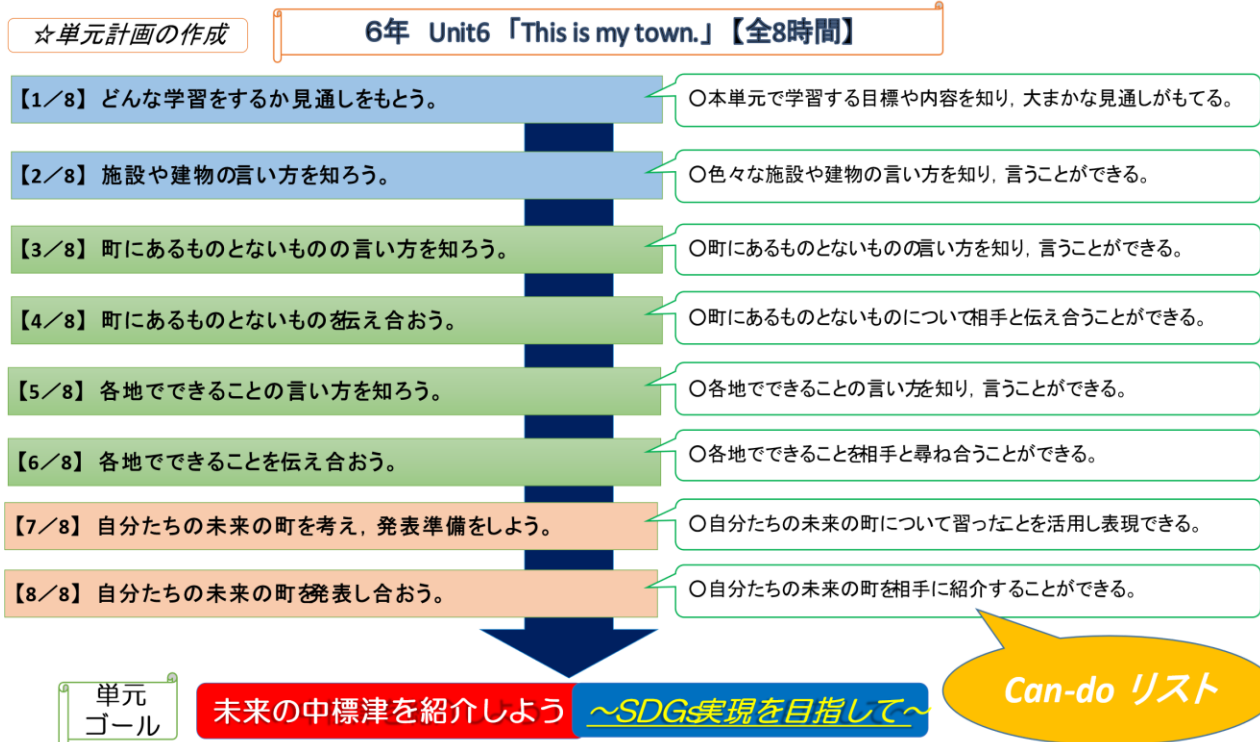 ☆単元計画の作成
6年 Unit6 「This is my town.」【全8時間】
【1/8】どんな学習をするか見通しをもとう。
○本単元で学習する目標や内容を知り,大まかな見通しがもてる。
【2/8】施設や建物の言い方を知ろう。
○色々な施設や建物の言い方を知り,言うことができる。
【3/8】町にあるものとないものの言い方を知ろう。
○町にあるものとないものの言い方を知り,言うことができる。
【4/8】町にあるものとないものを伝え合おう。
○町にあるものとないものについて相手と伝え合うことができる。
【5/8】各地でできることの言い方を知ろう。
○各地でできることの言い方を知り,言うことができる。
【6/8】各地でできることを伝え合おう。
○各地でできることを相手と尋ね合うことができる。
【7/8】自分たちの未来の町を考え,発表準備をしよう。
○自分たちの未来の町について習ったことを活用し表現できる。
【8/8】自分たちの未来の町を発表し合おう。
○自分たちの未来の町を相手に紹介することができる。
Can-do リスト
単元
ゴール
未来の中標津を紹介しよう ~SDGs実現を目指して~